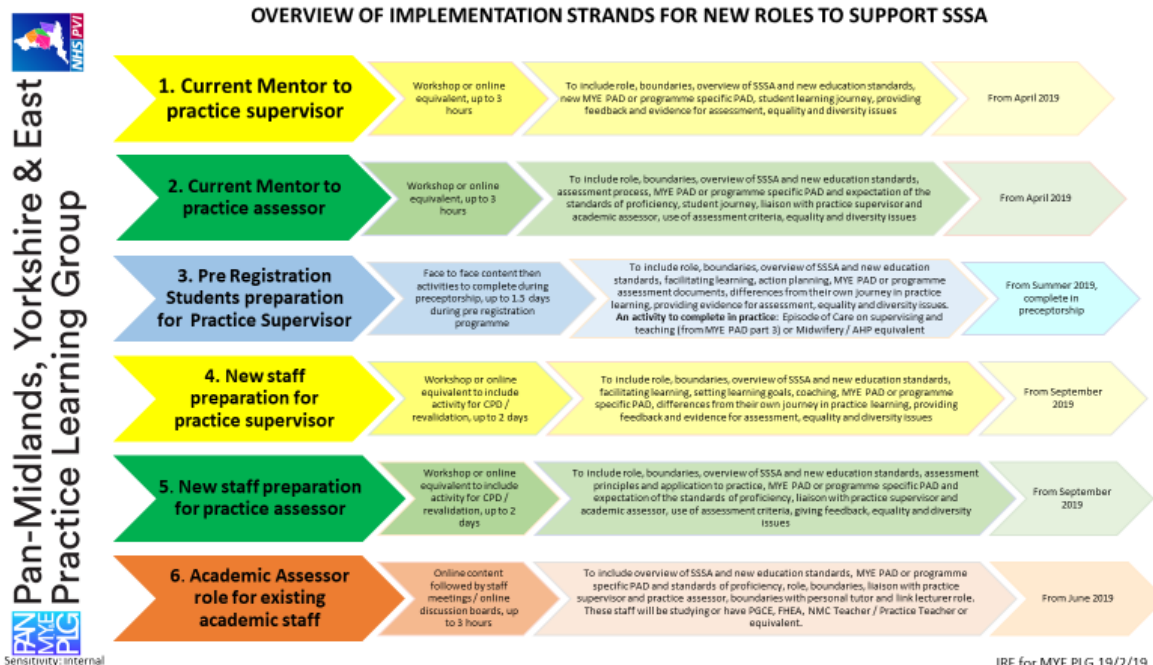 OVERVIEW OF IMPLEMENTATION STRANDS FOR NEW ROLES TO SUPPORT SSSA
NHS PVI
Pan-Midlands, Yorkshire & East
Practice Learning Group
1. Current Mentor to
practice supervisor
Workshop or online
equivalent, up to 3
hours
To include role, boundaries, overview of SSSA and new education standards,
new MYE PAD or programme specific PAD, student learning journey, providing
feedback and evidence for assessment, equality and diversity issues
From April 2019
2. Current Mentor to
practice assessor
Workshop or online
equivalent, up to 3
hours
To include role, boundaries, overview of SSSA and new education standards,
assessment process, MYE PAD or programme specific PAD and expectation of the
standards of proficiency, student journey, liaison with practice supervisor and
academic assessor, use of assessment criteria, equality and diversity issues
From April 2019
3. Pre Registration
Students preparation
for Practice Supervisor
Face to face content then
activities to complete during
preceptorship, up to 1.5 days
during pre registration
programme
To include role, boundaries, overview of SSSA and new education
standards, facilitating learning, action planning, MYE PAD or programme
assessment documents, differences from their own journey in practice
learning, providing evidence for assessment, equality and diversity issues.
An activity to complete in practice: Episode of Care on supervising and
teaching (from MYE PAD part 3) or Midwifery / AHP equivalent
From Summer 2019,
complete in
preceptorship
4. New staff
preparation for
practice supervisor
Workshop or online
equivalent to include
activity for CPD /
revalidation, up to 2 days
To include role, boundaries, overview of SSSA and new education standards,
facilitating learning, setting learning goals, coaching, MYE PAD or programme
specific PAD, differences from their own journey in practice learning, providing
feedback and evidence for assessment, equality and diversity issues
From September
2019
5. New staff preparation
for practice assessor
Workshop or online
equivalent to include
activity for CPD /
revalidation, up to 2
days
To include role, boundaries, overview of SSSA and new education standards, assessment
principles and application to practice, MYE PAD or programme specific PAD and
expectation of the standards of proficiency, liaison with practice supervisor and
academic assessor, use of assessment criteria, giving feedback, equality and diversity
issues
From September
2019
6. Academic Assessor
role for existing
academic staff
Online content
followed by staff
meetings / online
discussion boards, up
to 3 hours
To include overview of SSSA and new education standards, MYE PAD or programme
specific PAD and standards of proficiency, role, boundaries, liaison with practice
supervisor and practice assessor, boundaries with personal tutor and link lecturer role.
These staff will be studying or have PGCE, FHEA, NMC Teacher / Practice Teacher or
equivalent.
From June 2019
PAN
MYE
PLG
Sensitivity: Internal
JRF for MYE PLG 19/2/19